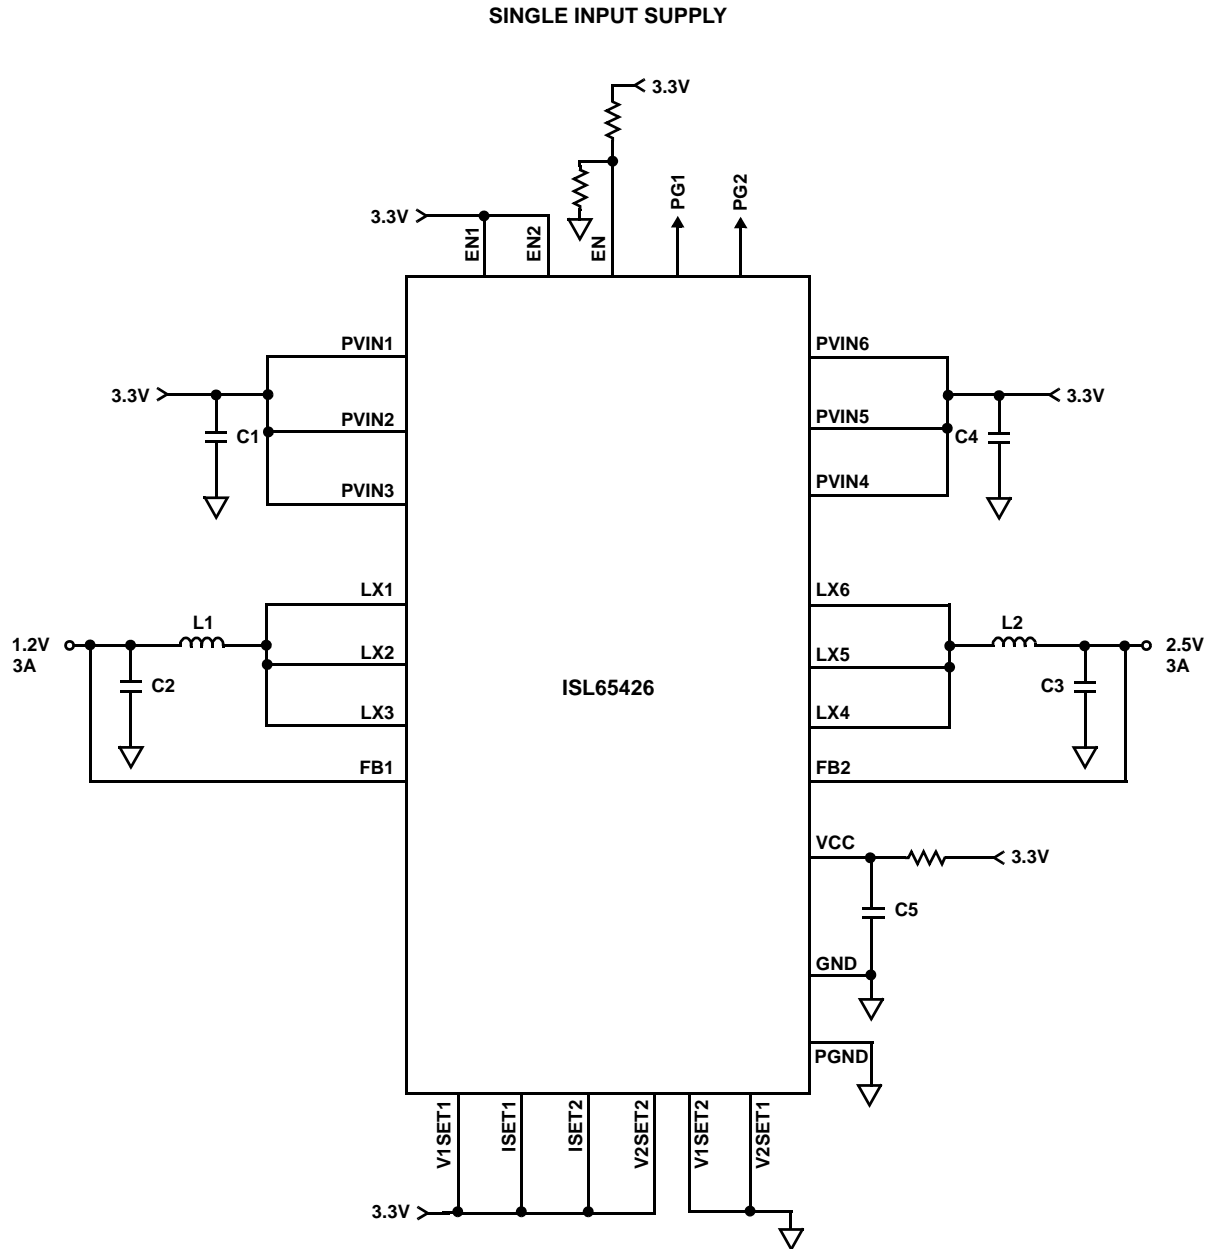 SINGLE INPUT SUPPLY
3.3V
PG1
PG2
3.3V
EN1
EN2
EN
PVIN1
PVIN6
3.3V
3.3V
PVIN2
PVIN5
C1
C4
PVIN3
PVIN4
LX1
LX6
L1
L2
1.2V
3A
2.5V
3A
LX2
LX5
C2
C3
ISL65426
LX3
LX4
FB1
FB2
VCC
3.3V
C5
GND
PGND
V1SET1
ISET1
ISET2
V2SET2
V1SET2
V2SET1
3.3V